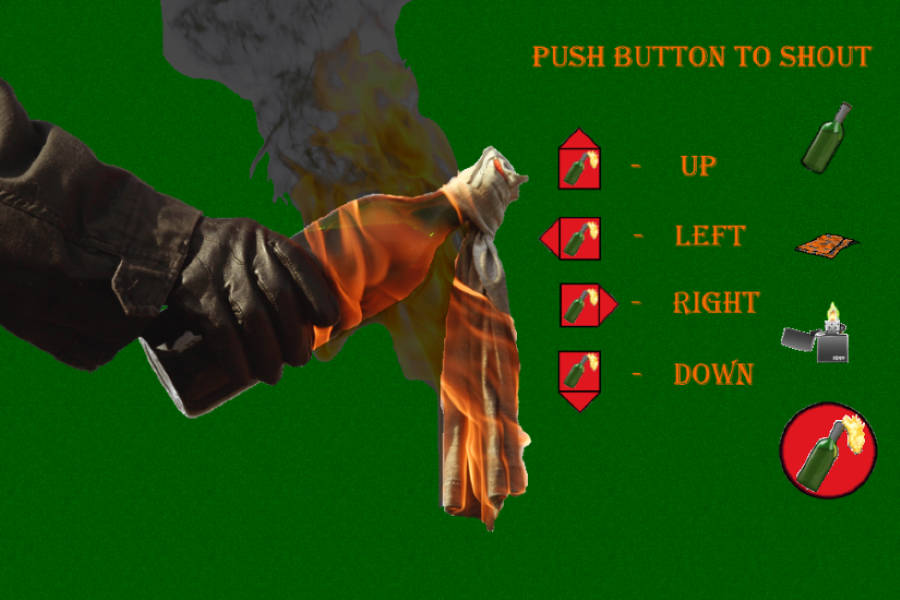 PUSH BUTTON TO SHOUT
- UP
- LEFT
- RIGHT
- DOWN